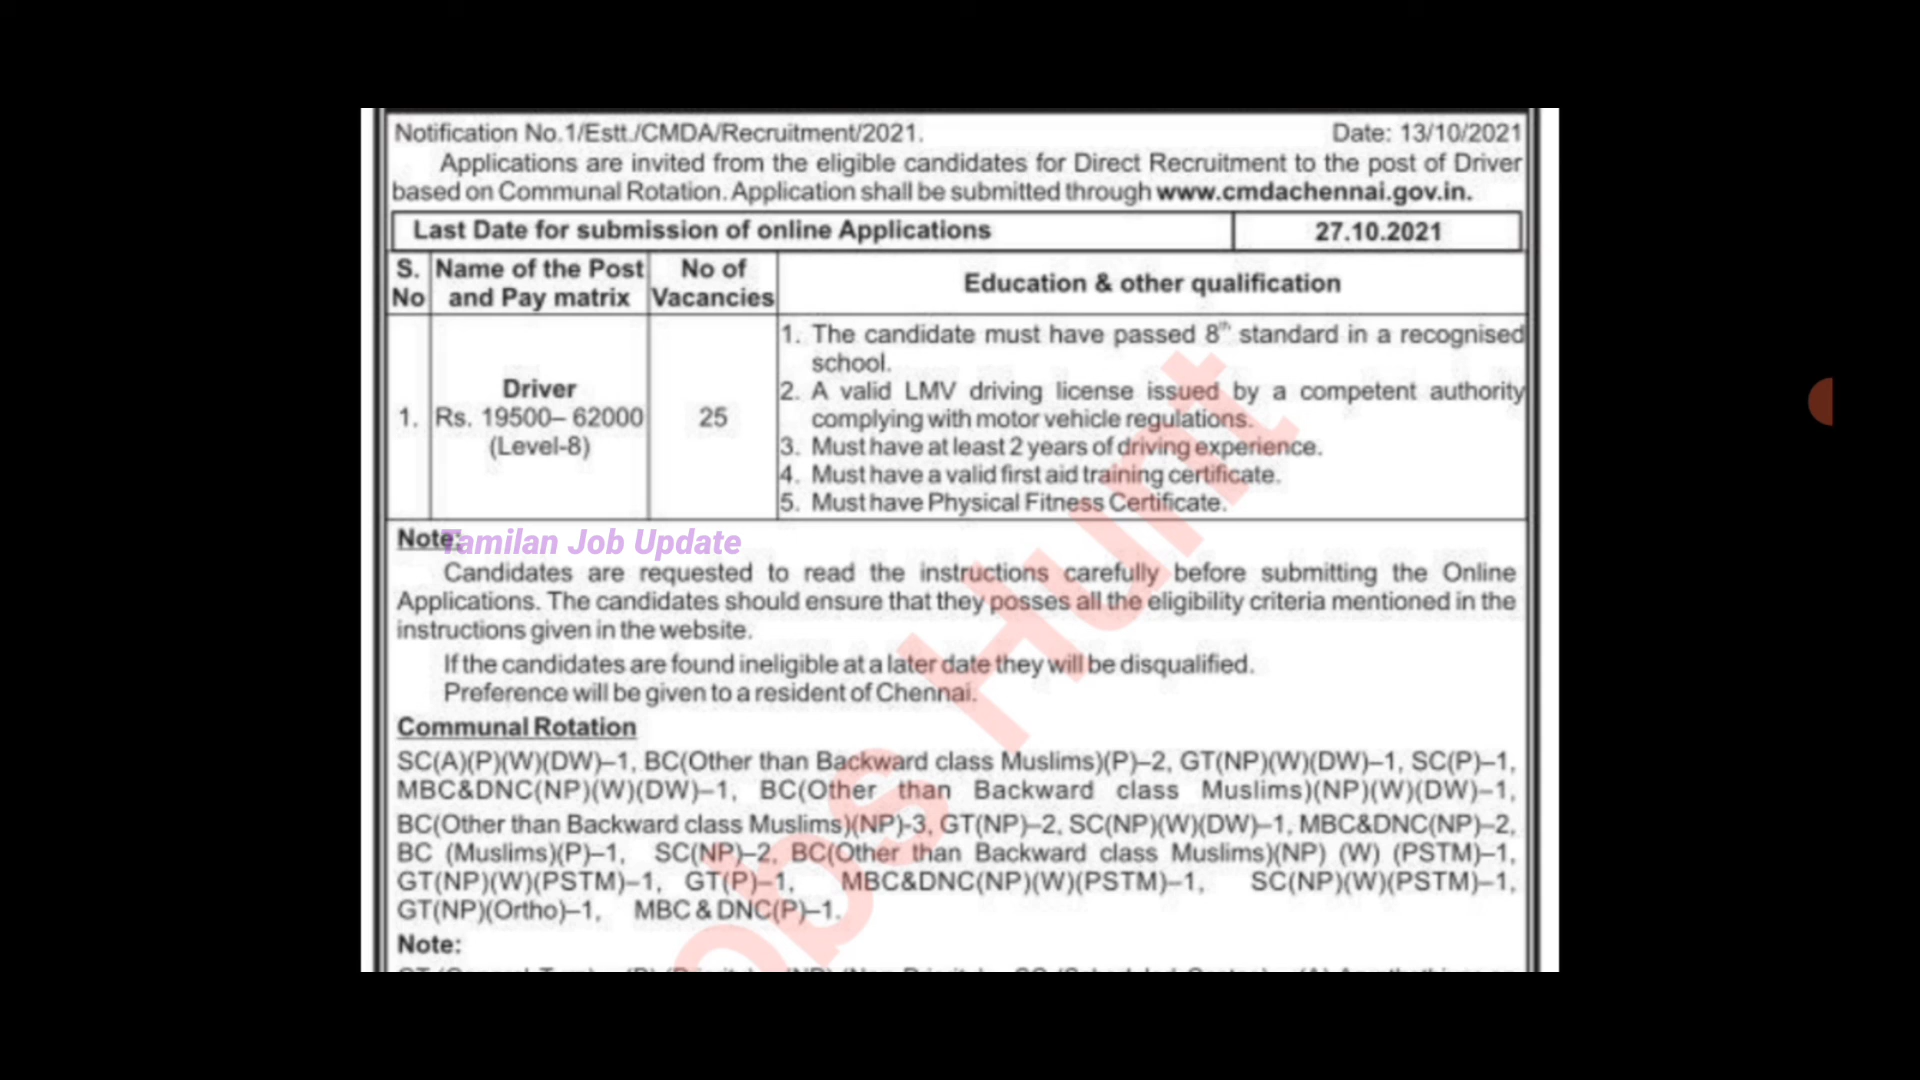 Notification No.1/Estt./CMDA/Recruitment/2021. Date: 13/10/2021
Applications are invited from the eligible candidates for Direct Recruitment to the post of Driver
based on Communal Rotation. Application shall be submitted through www.cmdachennai.gov.in.
Last Date for submission of online Applications 27.10.2021
S. No Name of the Post and Pay matrix No of Vacancies Education & other qualification
1. Driver Rs. 19500– 62000 (Level-8) 25
1. The candidate must have passed 8th standard in a recognised
school.
2. A valid LMV driving license issued by a competent authority
complying with motor vehicle regulations.
3. Must have at least 2 years of driving experience.
4. Must have a valid first aid training certificate.
5. Must have Physical Fitness Certificate.
Note:
Tamilan Job Update
Candidates are requested to read the instructions carefully before submitting the Online
Applications. The candidates should ensure that they posses all the eligibility criteria mentioned in the
instructions given in the website.
If the candidates are found ineligible at a later date they will be disqualified.
Preference will be given to a resident of Chennai.
Communal Rotation
SC(A)(P)(W)(DW)–1, BC(Other than Backward class Muslims)(P)–2, GT(NP)(W)(DW)–1, SC(P)–1,
MBC&DNC(NP)(W)(DW)–1, BC(Other than Backward class Muslims)(NP)(W)(DW)–1,
BC(Other than Backward class Muslims)(NP)-3, GT(NP)–2, SC(NP)(W)(DW)–1, MBC&DNC(NP)–2,
BC (Muslims)(P)–1, SC(NP)–2, BC(Other than Backward class Muslims)(NP) (W) (PSTM)–1,
GT(NP)(W)(PSTM)–1, GT(P)–1, MBC&DNC(NP)(W)(PSTM)–1, SC(NP)(W)(PSTM)–1,
GT(NP)(Ortho)–1, MBC & DNC(P)–1.
Note:
obs Hunt